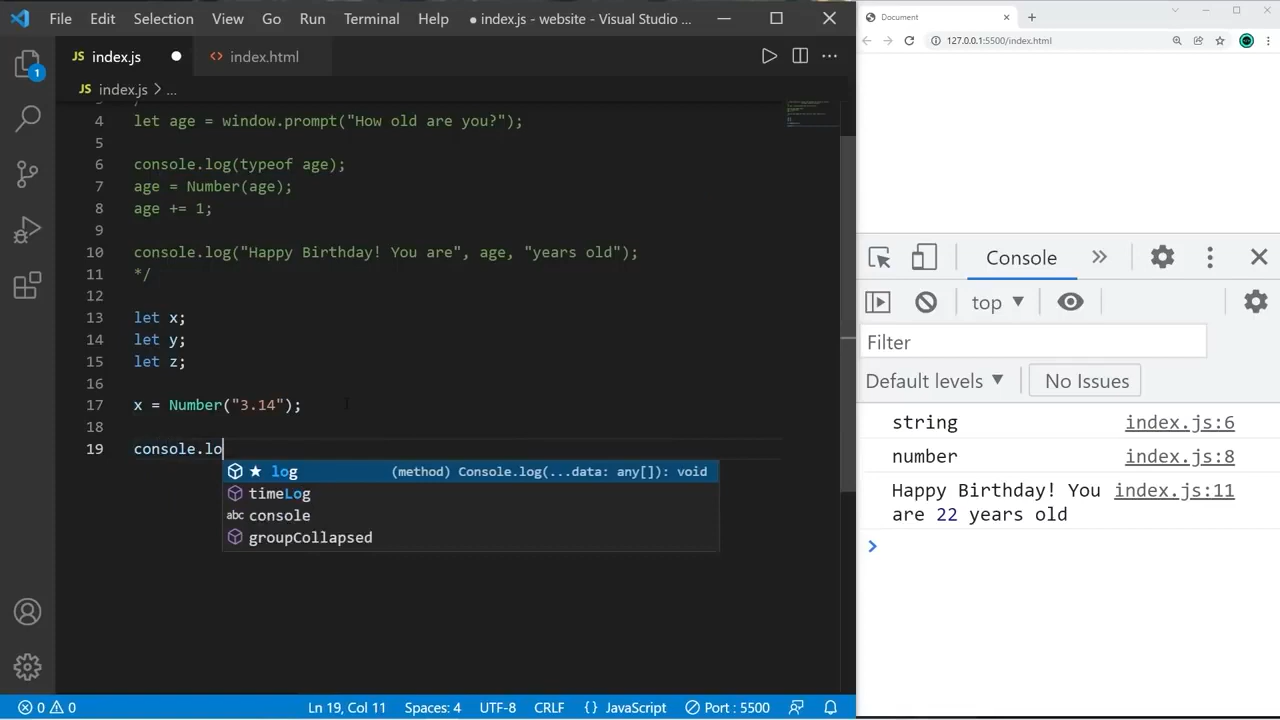 File Edit Selection View Go Run Terminal Help ● index.js - website - Visual Studio ...
JS index.js ● <> index.html
JS index.js > ...
4 let age = window.prompt("How old are you?");
5
6 console.log(typeof age);
7 age = Number(age);
8 age += 1;
9
10 console.log("Happy Birthday! You are", age, "years old");
11 */
12
13 let x;
14 let y;
15 let z;
16
17 x = Number("3.14");
18
19 console.lo
log (method) Console.log(...data: any[]): void
timeLog
abc console
groupCollapsed
1
0 0 Ln 19, Col 11 Spaces: 4 UTF-8 CRLF {} JavaScript Port : 5500
Document
127.0.0.1:5500/index.html
Console
top
Filter
Default levels No Issues
string index.js:6
number index.js:8
Happy Birthday! You index.js:11
are 22 years old